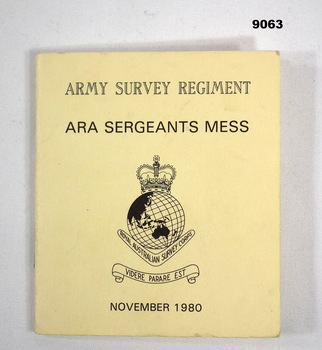 9063
ARMY SURVEY REGIMENT
ARA SERGEANTS MESS
ROYAL AUSTRALIAN SURVEY CORPS
VIDERE PARARE EST
NOVEMBER 1980